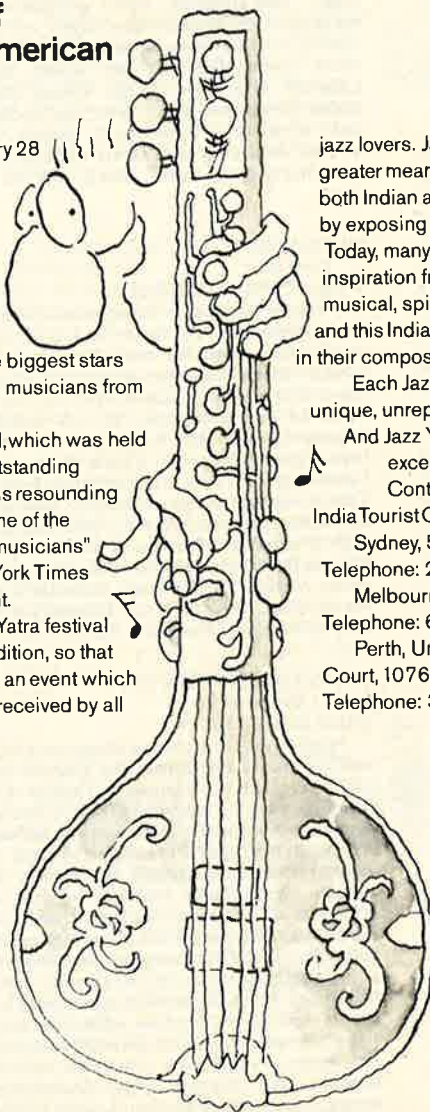 f
merican
ry 28
e biggest stars
musicians from
l, which was held
tstanding
s resounding
ne of the
musicians"
York Times
nt.
Yatra festival
dition, so that
an event which
received by all
jazz lovers. J
greater mean
both Indian a
by exposing
Today, many
inspiration fr
musical, spi
and this India
in their compos
Each Jaz
unique, unrep
And Jazz Y
exce
Cont
India Tourist O
Sydney, 5
Telephone: 2
Melbour
Telephone: 6
Perth, Un
Court, 1076
Telephone: 3